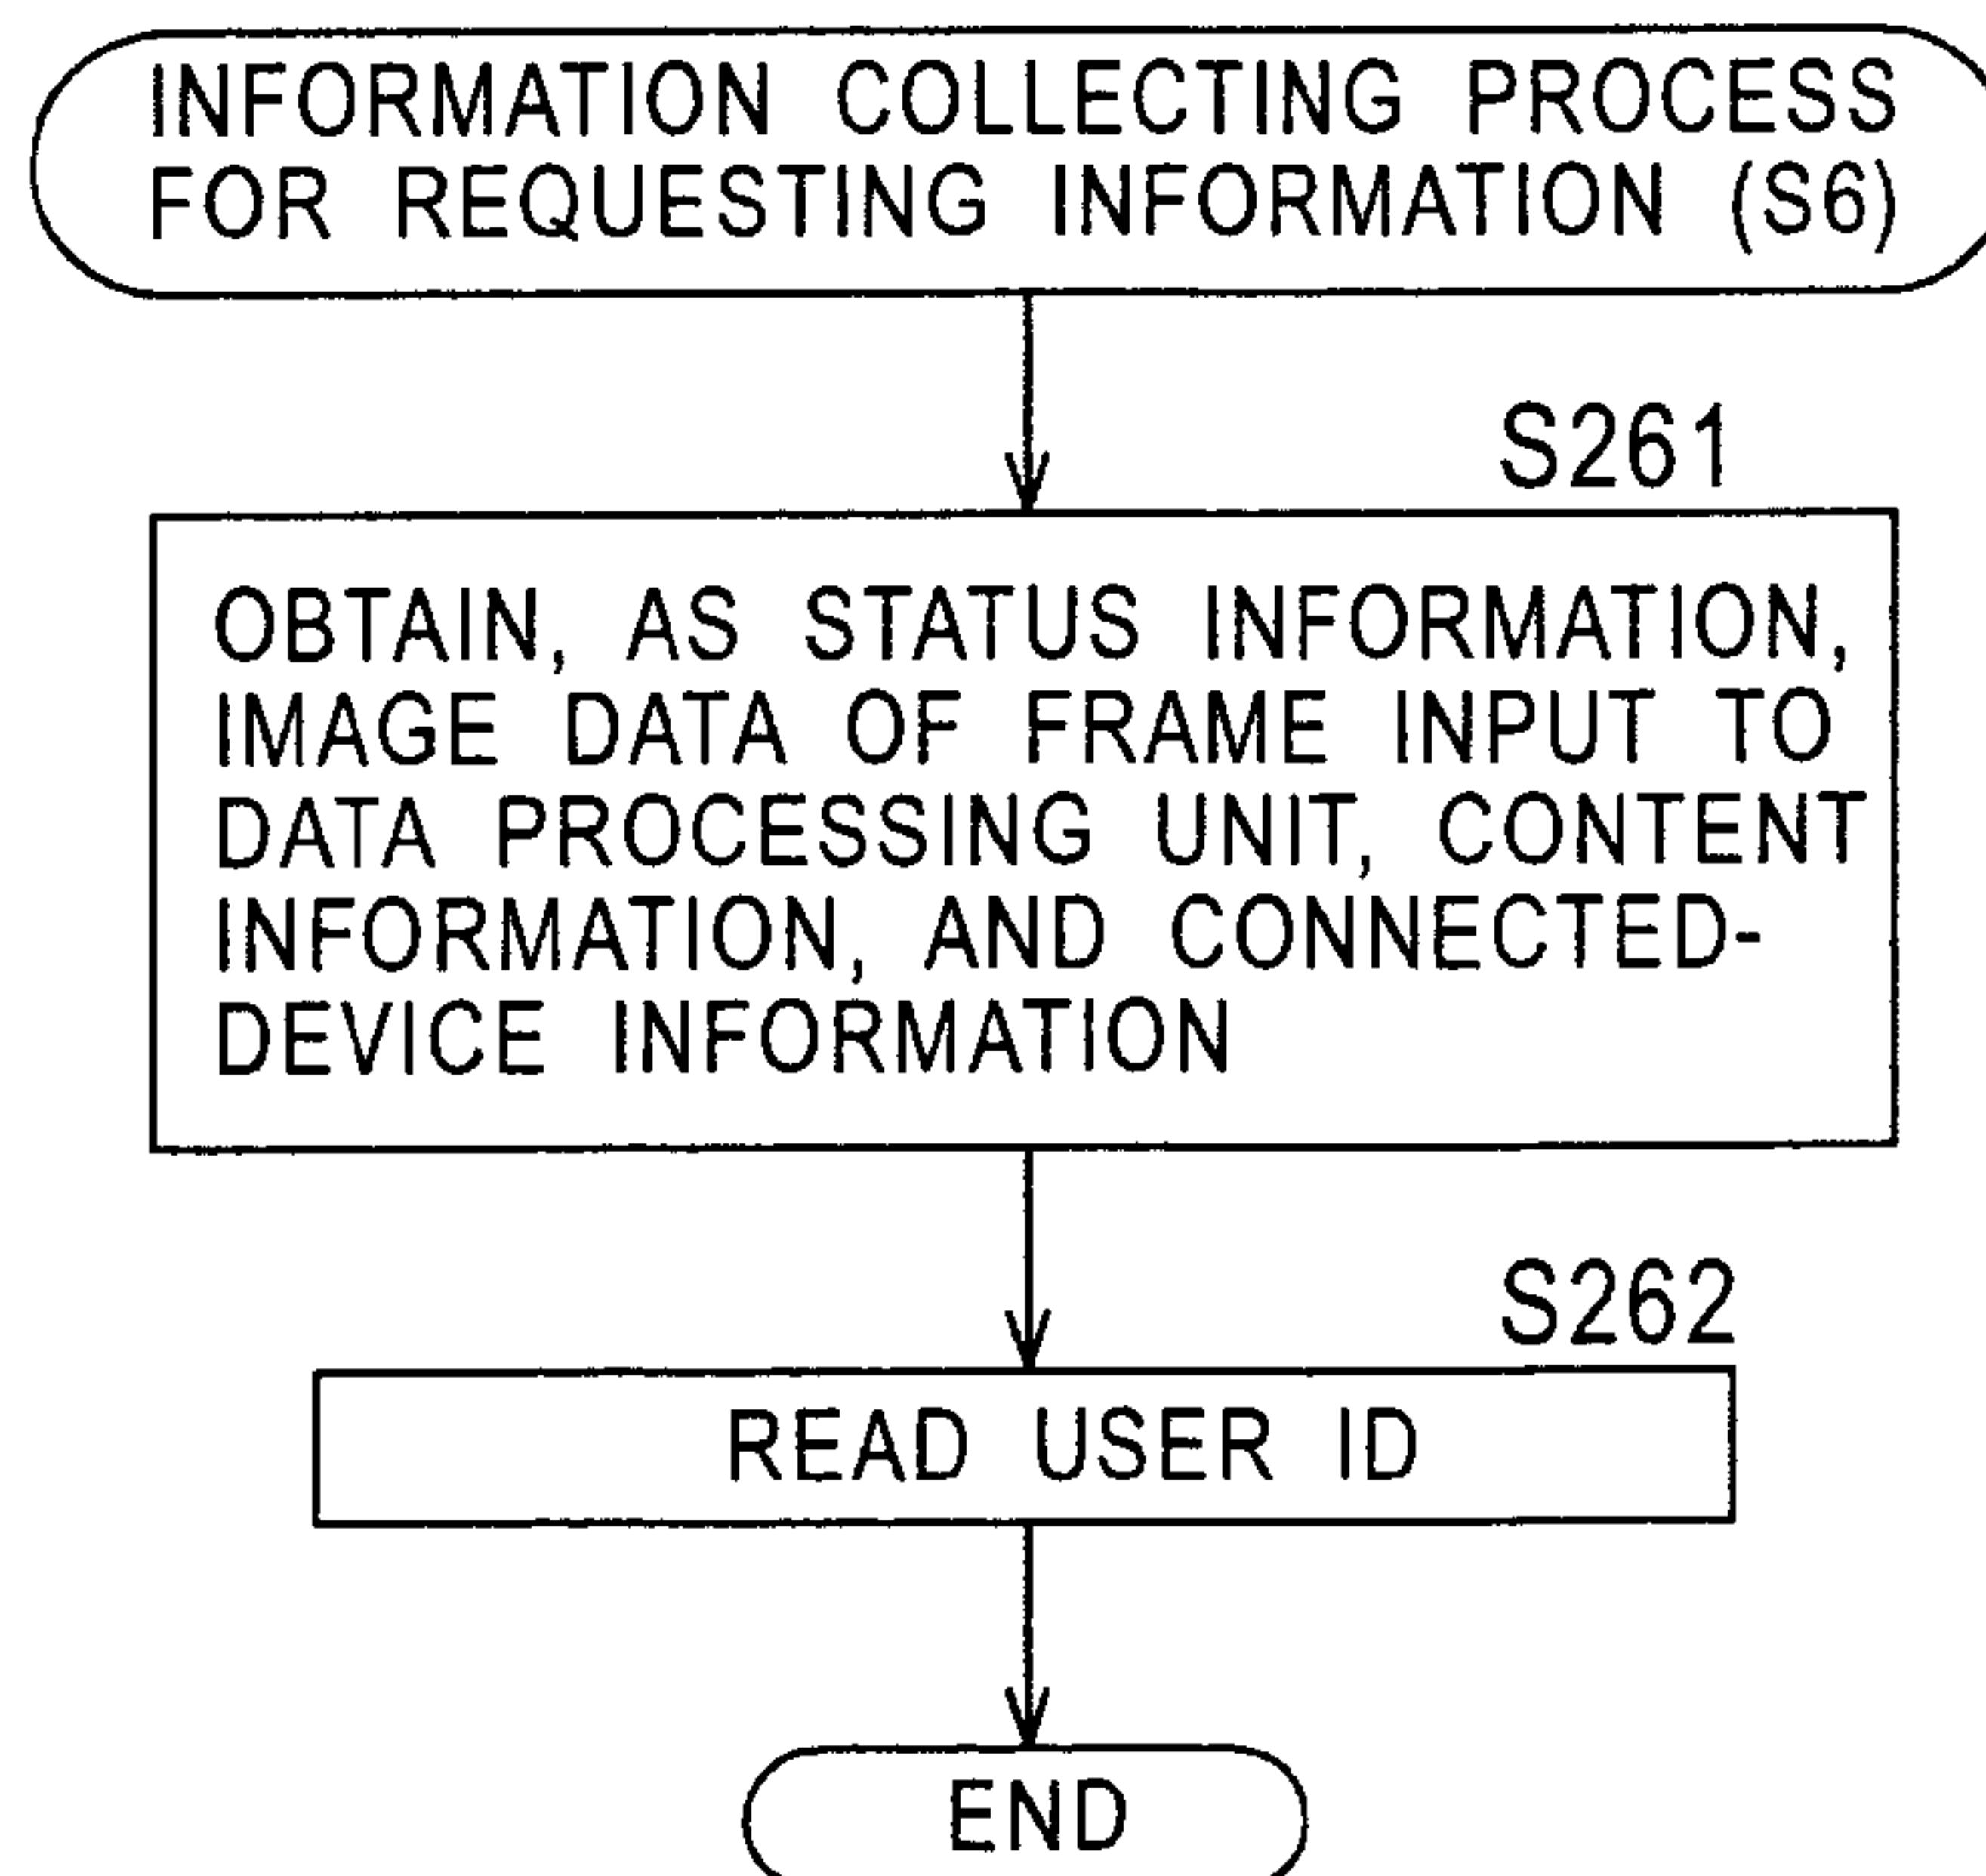 INFORMATION COLLECTING PROCESS
FOR REQUESTING INFORMATION (S6)
S261
OBTAIN, AS STATUS INFORMATION,
IMAGE DATA OF FRAME INPUT TO
DATA PROCESSING UNIT, CONTENT
INFORMATION, AND CONNECTED-
DEVICE INFORMATION
S262
READ USER ID
END